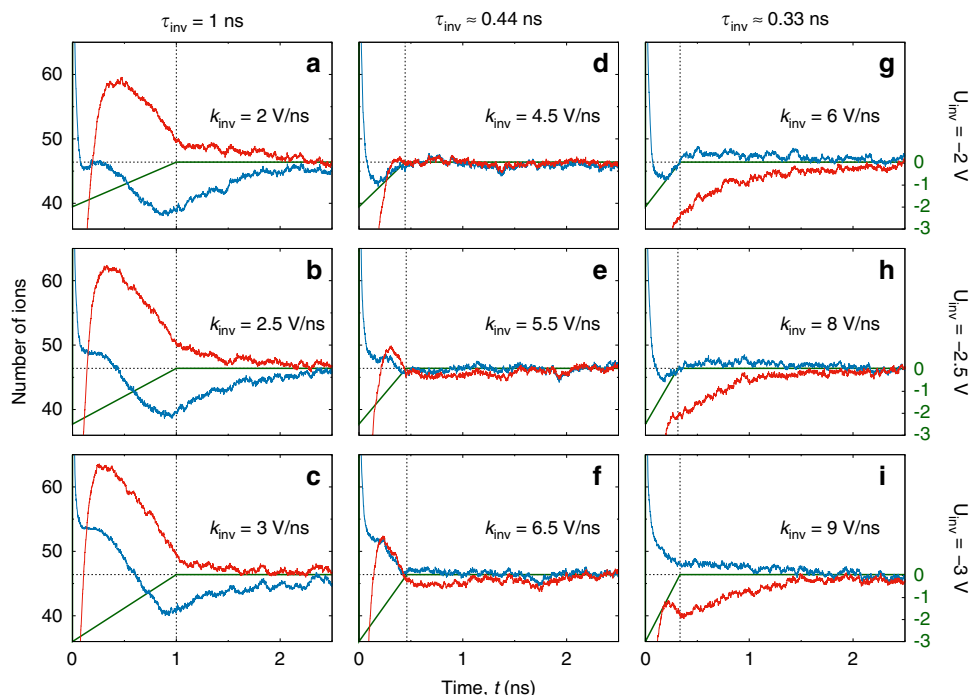 τinv = 1 ns
τinv ≈ 0.44 ns
τinv ≈ 0.33 ns
60
50
40
a
kinv = 2 V/ns
d
kinv = 4.5 V/ns
g
kinv = 6 V/ns
0
-1
-2
-3
Uinv = -2 V
Number of ions
60
50
40
b
kinv = 2.5 V/ns
e
kinv = 5.5 V/ns
h
kinv = 8 V/ns
0
-1
-2
-3
Uinv = -2.5 V
60
50
40
c
kinv = 3 V/ns
f
kinv = 6.5 V/ns
i
kinv = 9 V/ns
0
-1
-2
-3
Uinv = -3 V
0
1
2
0
1
2
0
1
2
Time, t (ns)